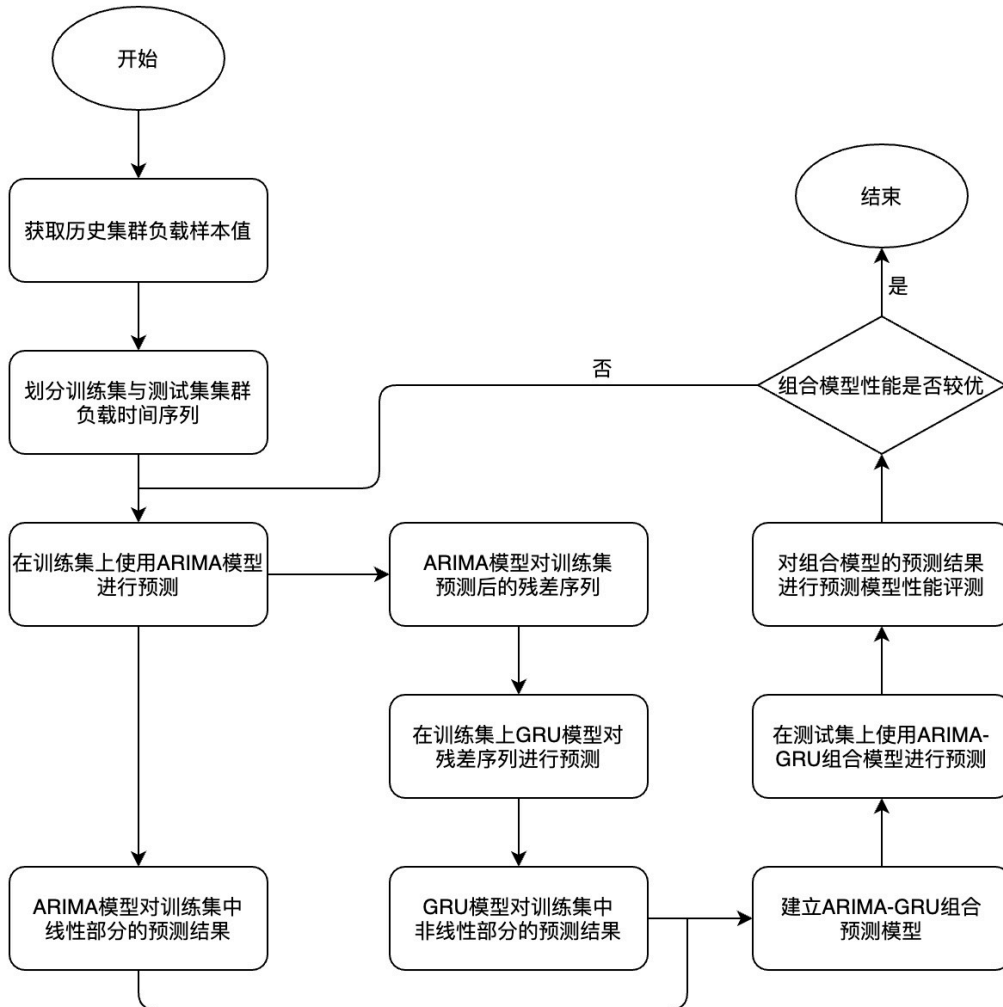 开始
获取历史集群负载样本值
划分训练集与测试集集群
负载时间序列
在训练集上使用ARIMA模型
进行预测
ARIMA模型对训练集中
线性部分的预测结果
ARIMA模型对训练集
预测后的残差序列
在训练集上GRU模型对
残差序列进行预测
GRU模型对训练集中
非线性部分的预测结果
建立ARIMA-GRU组合
预测模型
在测试集上使用ARIMA-
GRU组合模型进行预测
对组合模型的预测结果
进行预测模型性能评测
组合模型性能是否较优
否
是
结束